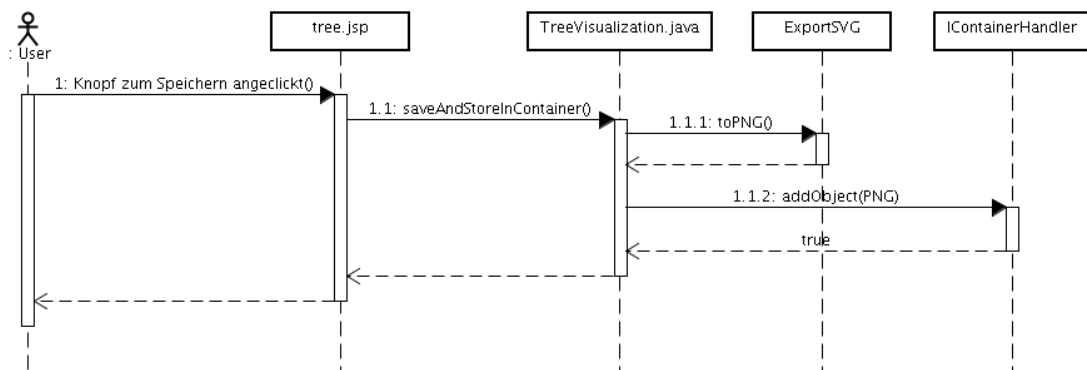 : User
tree.jsp
TreeVisualization.java
ExportSVG
IContainerHandler
1: Knopf zum Speichern angeclickt()
1.1: saveAndStoreInContainer()
1.1.1: toPNG()
1.1.2: addObject(PNG)
true